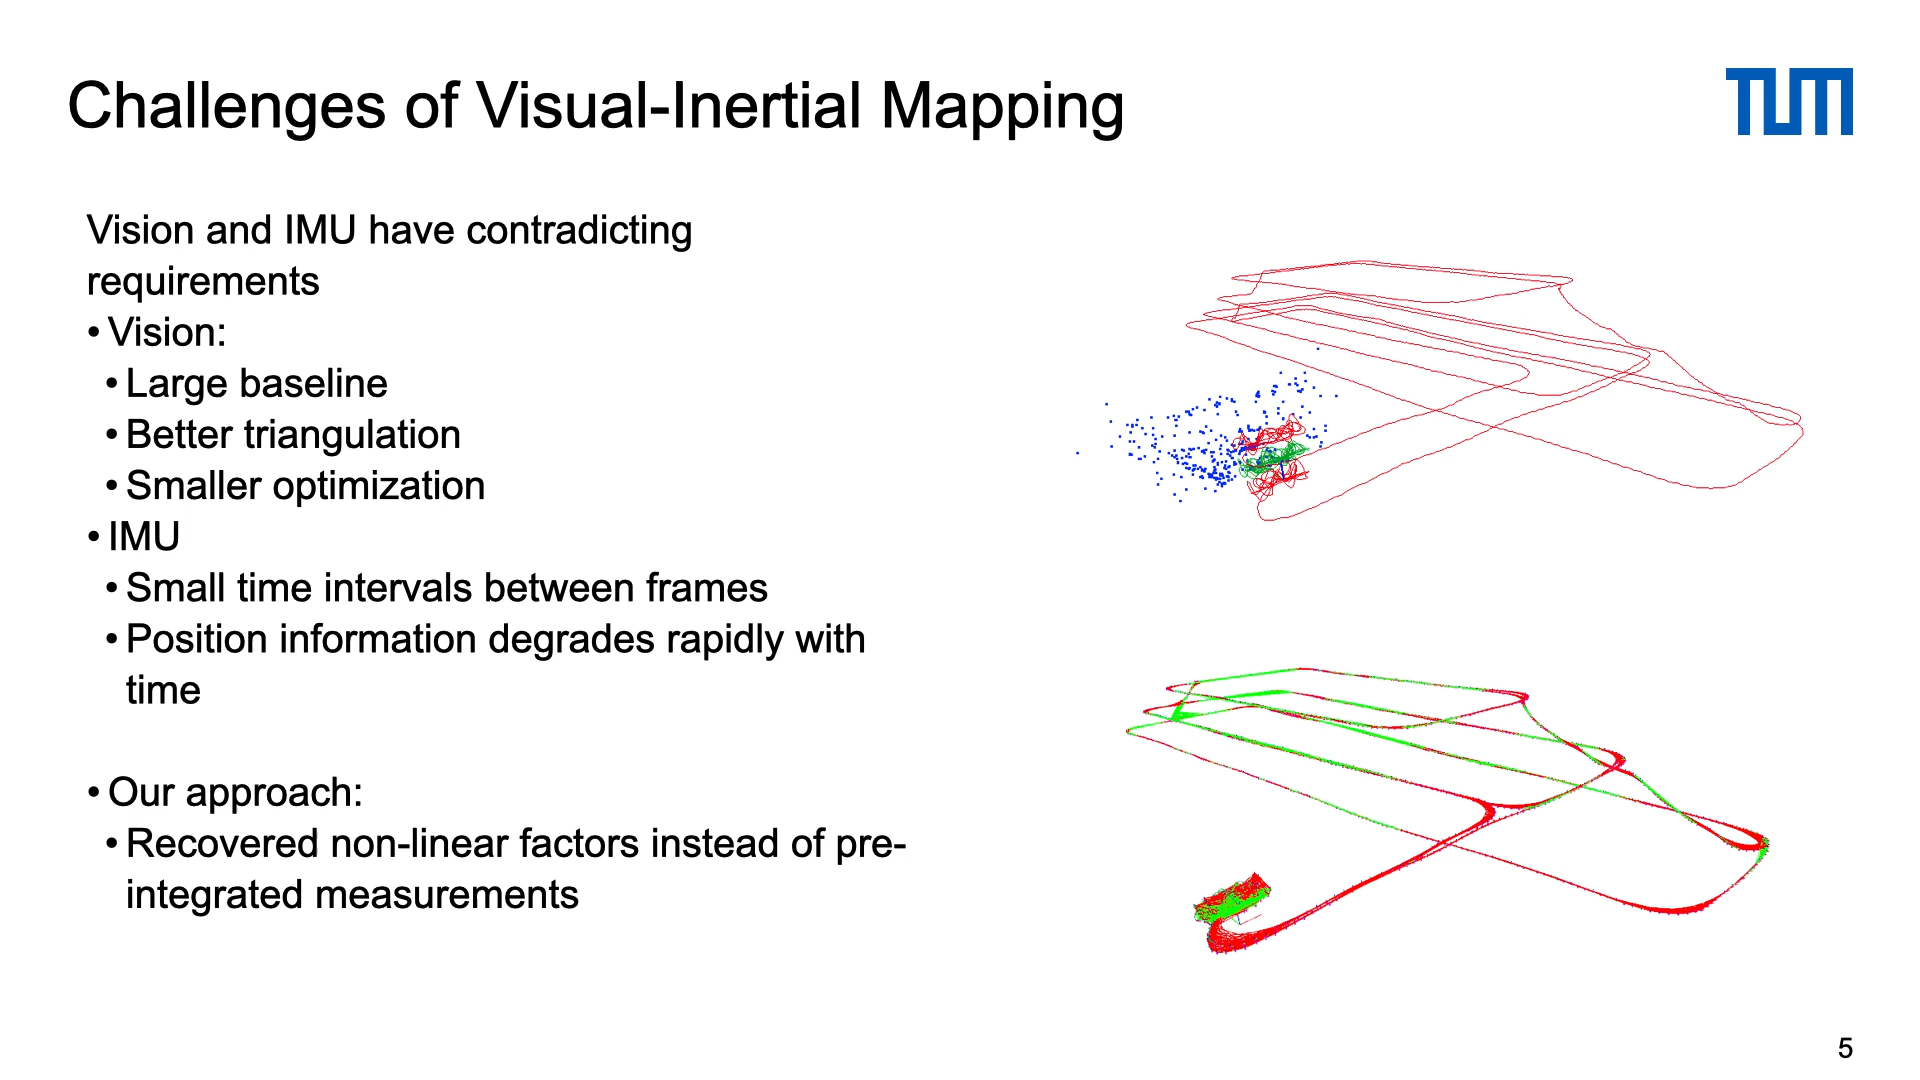 Challenges of Visual-Inertial Mapping
TUM
Vision and IMU have contradicting
requirements
• Vision:
• Large baseline
• Better triangulation
• Smaller optimization
• IMU
• Small time intervals between frames
• Position information degrades rapidly with
time
• Our approach:
• Recovered non-linear factors instead of pre-
integrated measurements
5